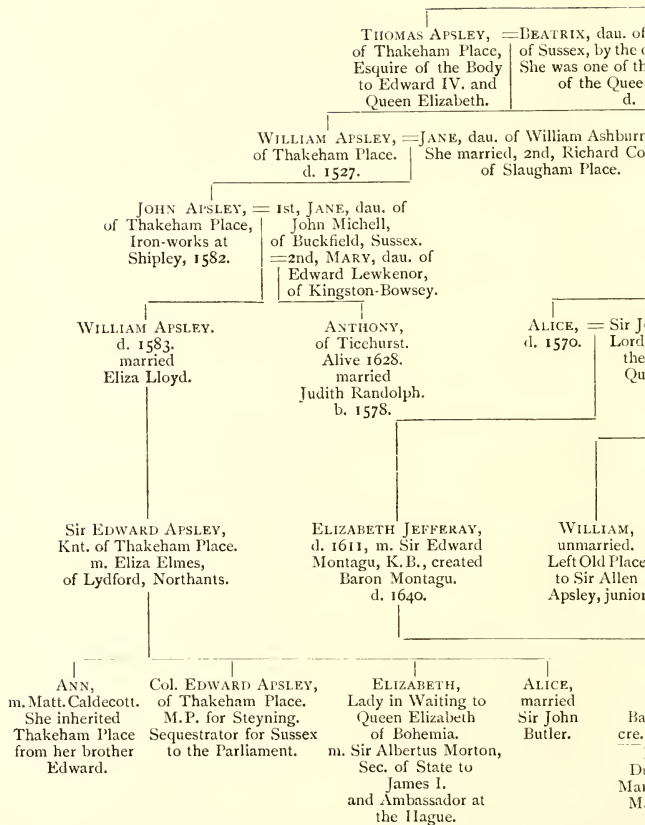 THOMAS APSLEY,
of Thakeham Place,
Esquire of the Body
to Edward IV. and
Queen Elizabeth.
=BEATRIX, dau. of
of Sussex, by the
She was one of
of the
d.
WILLIAM APSLEY,
of Thakeham Place.
d. 1527.
=JANE, dau. of William
She married, 2nd, Richard
of Slaugham Place.
JOHN APSLEY,
of Thakeham Place,
Iron-works at
Shipley, 1582.
= 1st, JANE, dau. of
John Michell,
of Buckfield, Sussex.
=2nd, MARY, dau. of
Edward Lewkenor,
of Kingston-Bowsey.
WILLIAM APSLEY.
d. 1583.
married
Eliza Lloyd.
ANTHONY,
of Ticehurst.
Alive 1628.
married
Judith Randolph.
b. 1578.
ALICE,
d. 1570.
= Sir
Lord
the
Sir EDWARD APSLEY,
Knt. of Thakeham Place.
m. Eliza Elmes,
of Lydford, Northants.
ELIZABETH JEFFERAY,
d. 1611, m. Sir Edward
Montagu, K.B., created
Baron Montagu.
d. 1640.
WILLIAM,
unmarried.
Left Old Place
to Sir Allen
Apsley, junior
ANN,
m. Matt. Caldecott.
She inherited
Thakeham Place
from her brother
Edward.
Col. EDWARD APSLEY,
of Thakeham Place.
M.P. for Steyning.
Sequestrator for Sussex
to the Parliament.
ELIZABETH,
Lady in Waiting to
Queen Elizabeth
of Bohemia.
m. Sir Albertus Morton,
Sec. of State to
James I.
and Ambassador at
the Hague.
ALICE,
married
Sir John
Butler.
cre.
M.